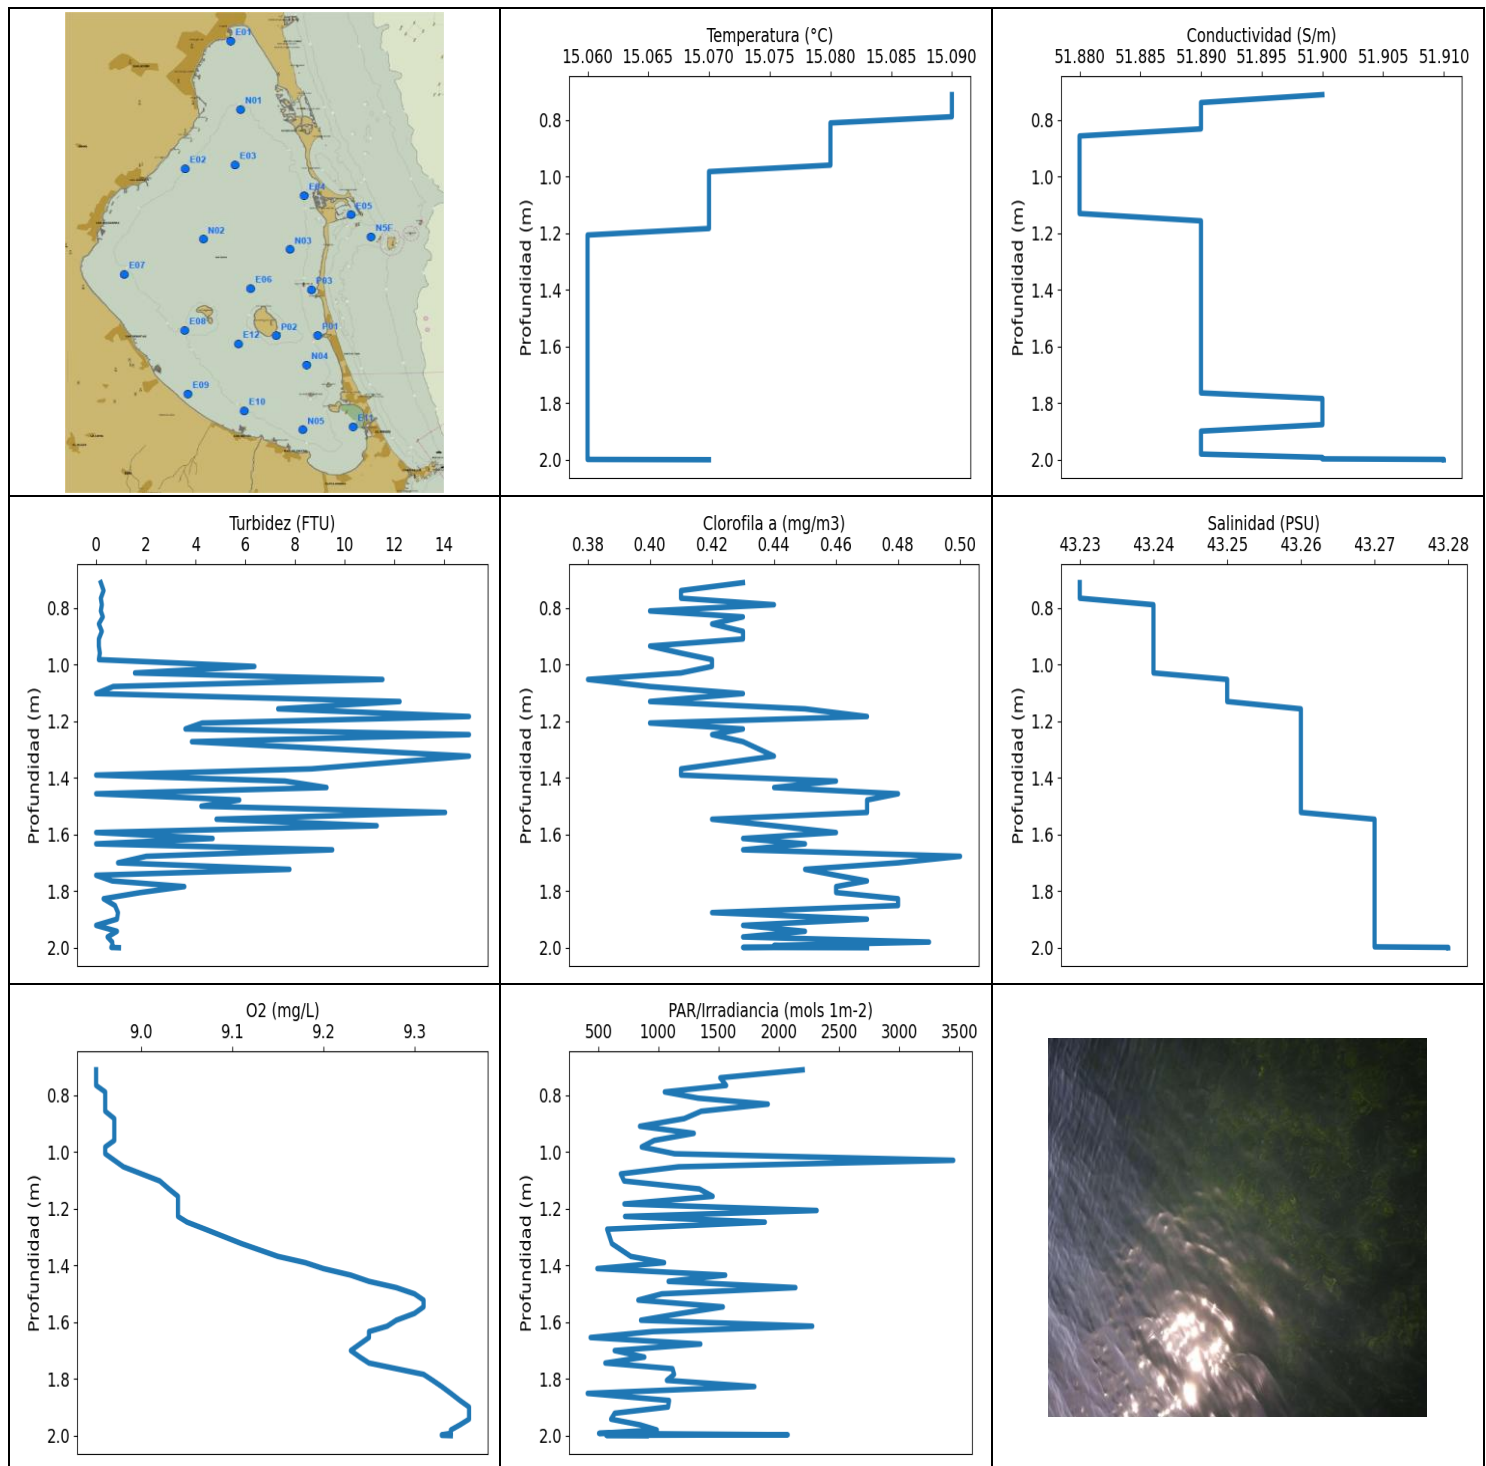 E01
N01
E02
E03
E04
E05
N5F
N02
N03
E07
E06
P03
E08
E12
P02
P01
N04
E09
E10
N05
E11
Temperatura (°C)
15.060 15.065 15.070 15.075 15.080 15.085 15.090
Profundidad (m)
0.8
1.0
1.2
1.4
1.6
1.8
2.0
Conductividad (S/m)
51.880 51.885 51.890 51.895 51.900 51.905 51.910
Profundidad (m)
0.8
1.0
1.2
1.4
1.6
1.8
2.0
Turbidez (FTU)
0 2 4 6 8 10 12 14
Profundidad (m)
0.8
1.0
1.2
1.4
1.6
1.8
2.0
Clorofila a (mg/m3)
0.38 0.40 0.42 0.44 0.46 0.48 0.50
Profundidad (m)
0.8
1.0
1.2
1.4
1.6
1.8
2.0
Salinidad (PSU)
43.23 43.24 43.25 43.26 43.27 43.28
Profundidad (m)
0.8
1.0
1.2
1.4
1.6
1.8
2.0
O2 (mg/L)
9.0 9.1 9.2 9.3
Profundidad (m)
0.8
1.0
1.2
1.4
1.6
1.8
2.0
PAR/Irradiancia (mols 1m-2)
500 1000 1500 2000 2500 3000 3500
Profundidad (m)
0.8
1.0
1.2
1.4
1.6
1.8
2.0